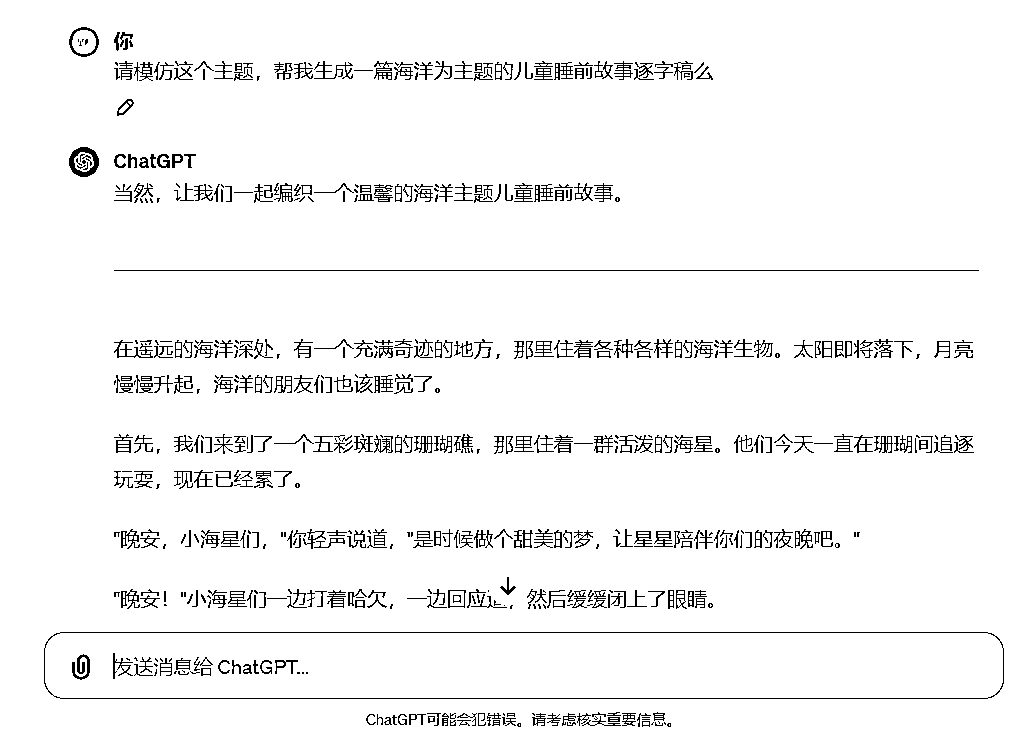 你
请模仿这个主题，帮我生成一篇海洋为主题的儿童睡前故事逐字稿么
ChatGPT
当然，让我们一起编织一个温馨的海洋主题儿童睡前故事。
在遥远的海洋深处，有一个充满奇迹的地方，那里住着各种各样的海洋生物。太阳即将落下，月亮
慢慢升起，海洋的朋友们也该睡觉了。
首先，我们来到了一个五彩斑斓的珊瑚礁，那里住着一群活泼的海星。他们今天一直在珊瑚间追逐
玩耍，现在已经累了。
"晚安，小海星们，"你轻声说道，"是时候做个甜美的梦，让星星陪伴你们的夜晚吧。"
"晚安！"小海星们一边打着哈欠，一边回应道，然后缓缓闭上了眼睛。
发送消息给 ChatGPT...
ChatGPT可能会犯错误。请考虑核实重要信息。